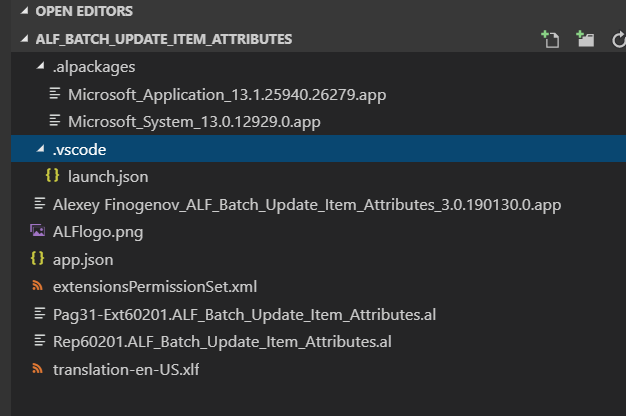 OPEN EDITORS
ALF_BATCH_UPDATE_ITEM_ATTRIBUTES
.alpackages
Microsoft_Application_13.1.25940.26279.app
Microsoft_System_13.0.12929.0.app
.vscode
{} launch.json
Alexey Finogenov_ALF_Batch_Update_Item_Attributes_3.0.190130.0.app
ALFlogo.png
{} app.json
extensionsPermissionSet.xml
Pag31-Ext60201.ALF_Batch_Update_Item_Attributes.al
Rep60201.ALF_Batch_Update_Item_Attributes.al
translation-en-US.xlf